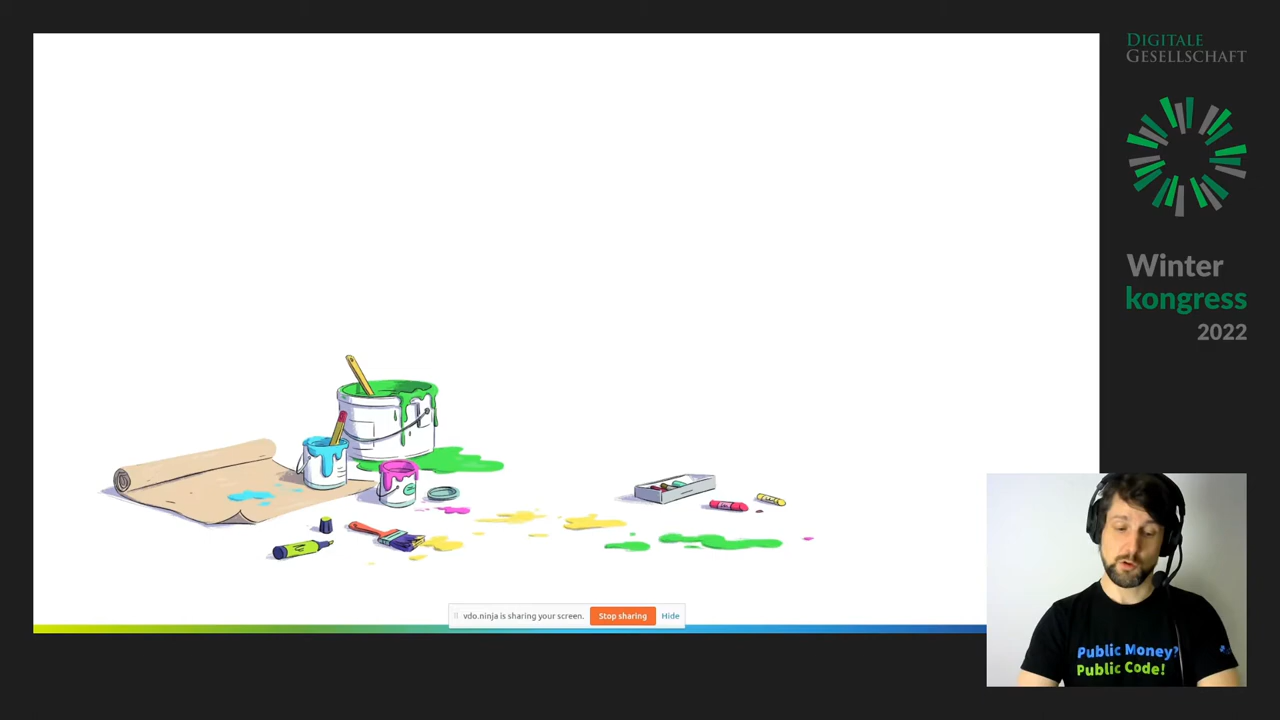 DIGITALE
GESELLSCHAFT
Winter
kongress
2022
vdo.ninja is sharing your screen.
Stop sharing
Hide
Public Money?
Public Code!